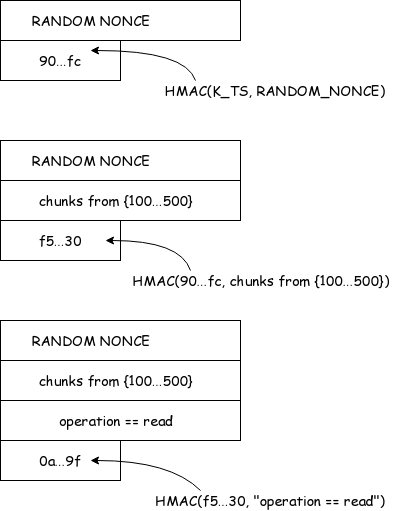 RANDOM NONCE
90...fc
HMAC(K_TS, RANDOM_NONCE)
RANDOM NONCE
chunks from {100...500}
f5...30
HMAC(90...fc, chunks from {100...500})
RANDOM NONCE
chunks from {100...500}
operation == read
0a...9f
HMAC(f5...30, "operation == read")